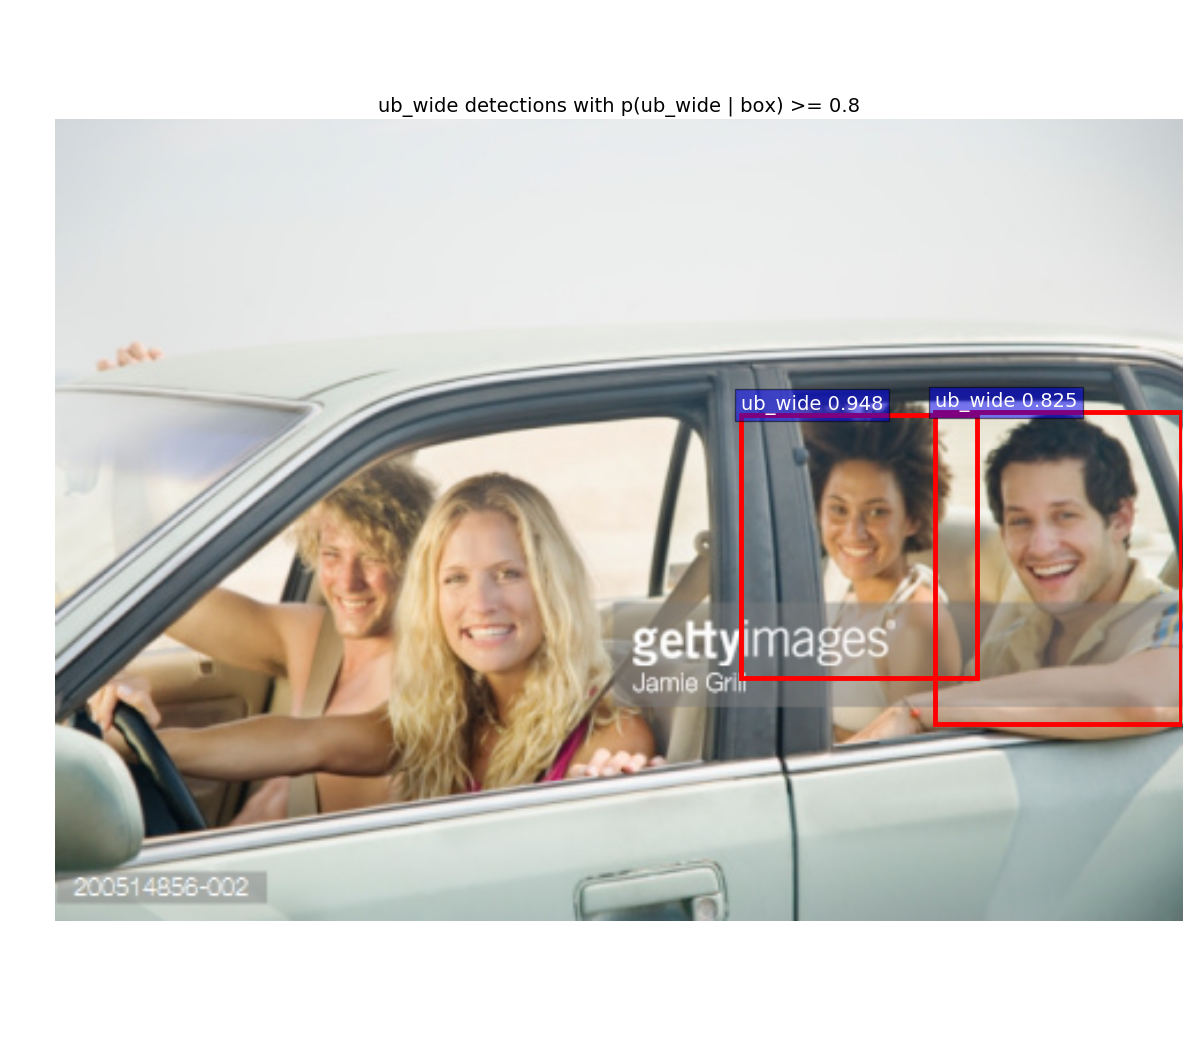 ub_wide detections with p(ub_wide | box) >= 0.8
ub_wide 0.948
ub_wide 0.825
gettyimages®
Jamie Grill
200514856-002